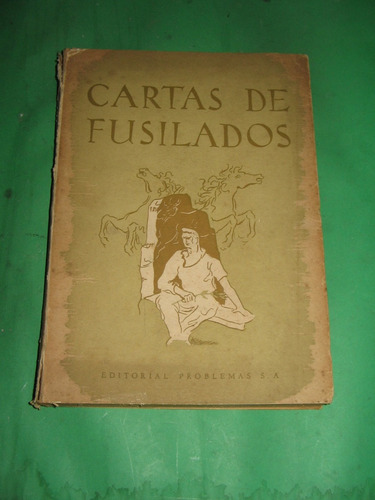 CARTAS DE
FUSILADOS
EDITORIAL PROBLEMAS S. A.